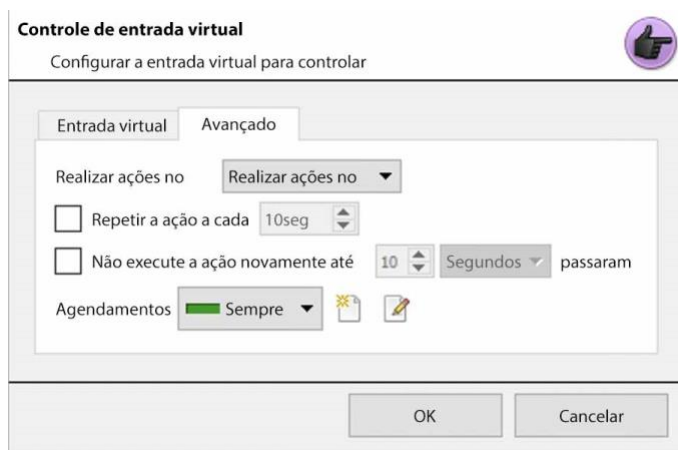 Controle de entrada virtual
Configurar a entrada virtual para controlar
Entrada virtual Avançado
Realizar ações no Realizar ações no
Repetir a ação a cada 10seg
Não execute a ação novamente até 10 Segundos passaram
Agendamentos Sempre
OK Cancelar